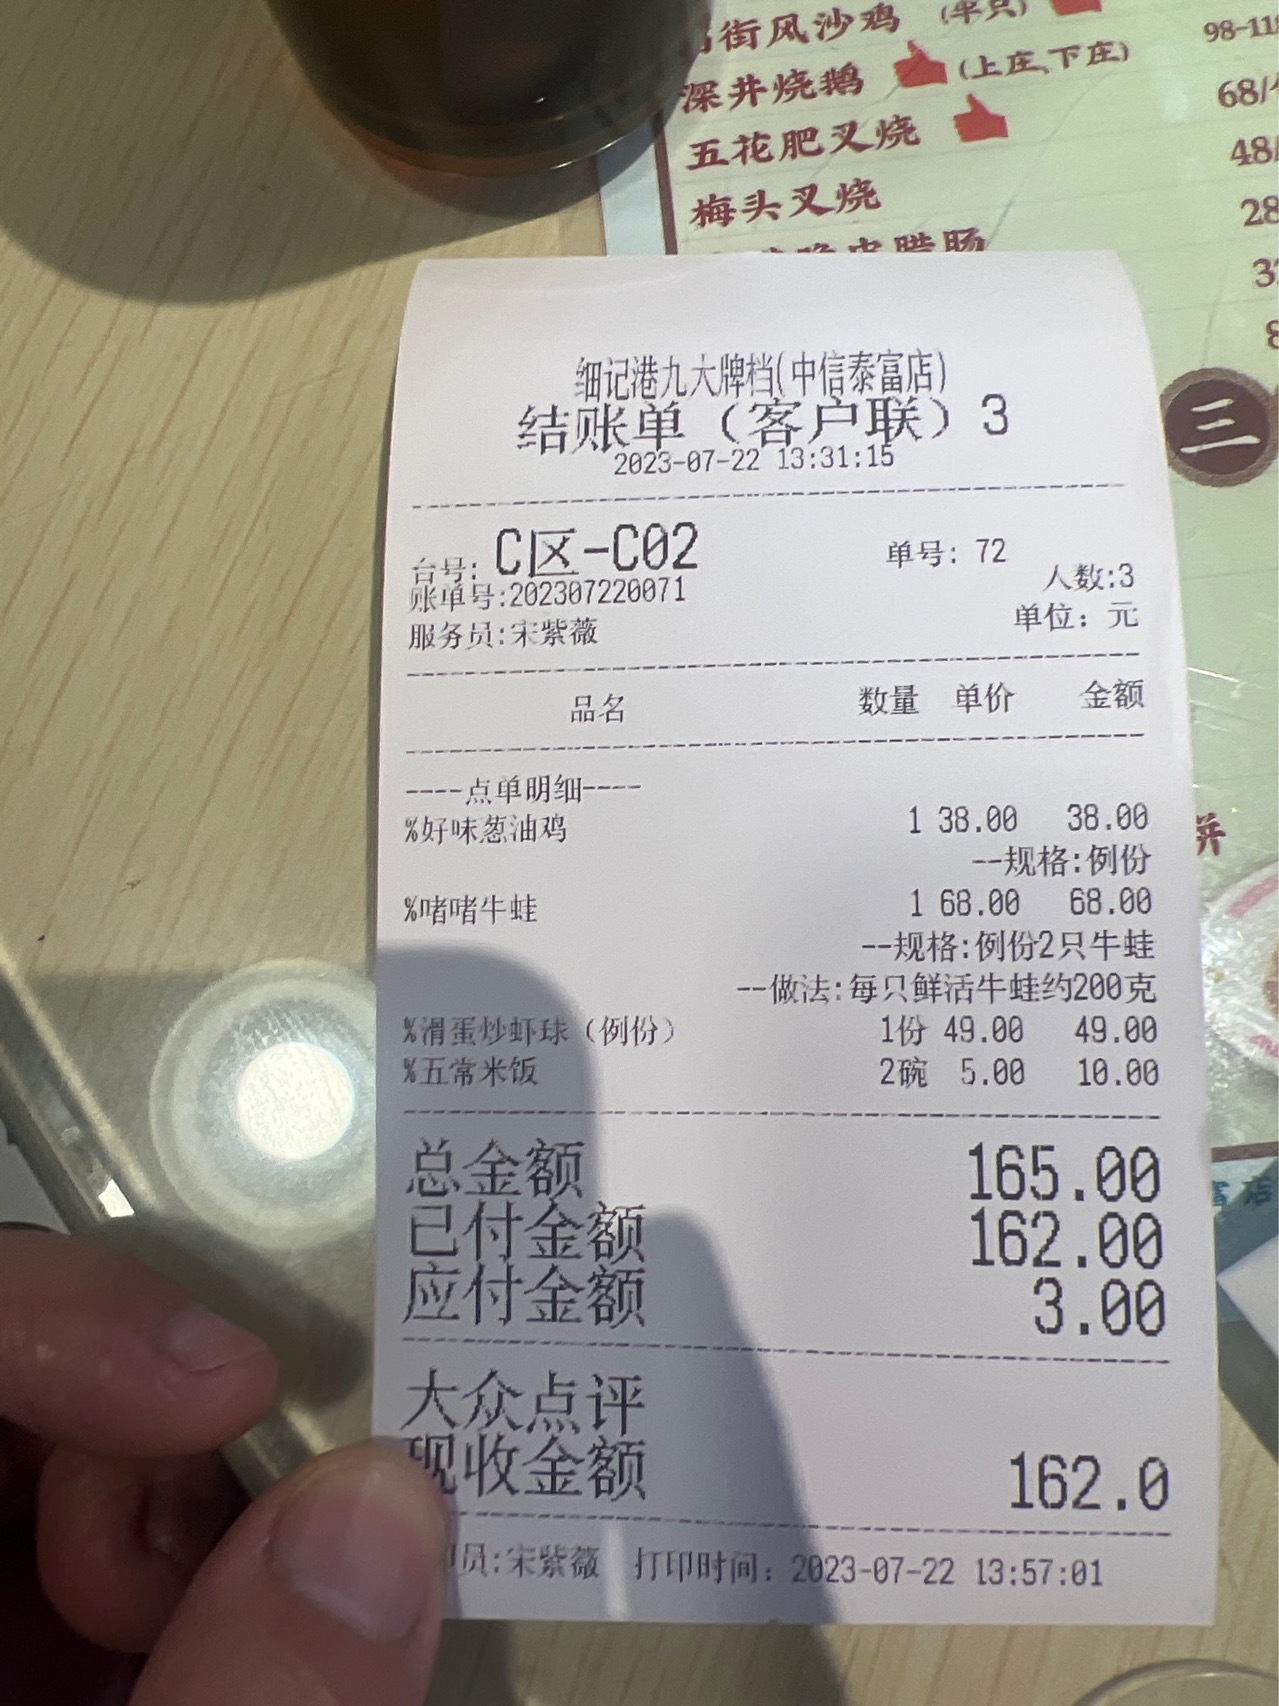 街风沙鸡 (半只)
98-11
深井烧鹅 (上庄、下庄)
68/
五花肥叉烧
48/
梅头叉烧
28
腊肠
三
细记港九大牌档(中信泰富店)
结账单（客户联）3
2023-07-22 13:31:15
台号: C区-C02 单号: 72
账单号:202307220071 人数:3
服务员:宋紫薇 单位：元
品名 数量 单价 金额
----点单明细----
%好味葱油鸡 1 38.00 38.00
--规格:例份
%啫啫牛蛙 1 68.00 68.00
--规格:例份2只牛蛙
--做法:每只鲜活牛蛙约200克
%滑蛋炒虾球（例份） 1份 49.00 49.00
%五常米饭 2碗 5.00 10.00
总金额 165.00
已付金额 162.00
应付金额 3.00
大众点评
现收金额 162.0
员:宋紫薇 打印时间：2023-07-22 13:57:01